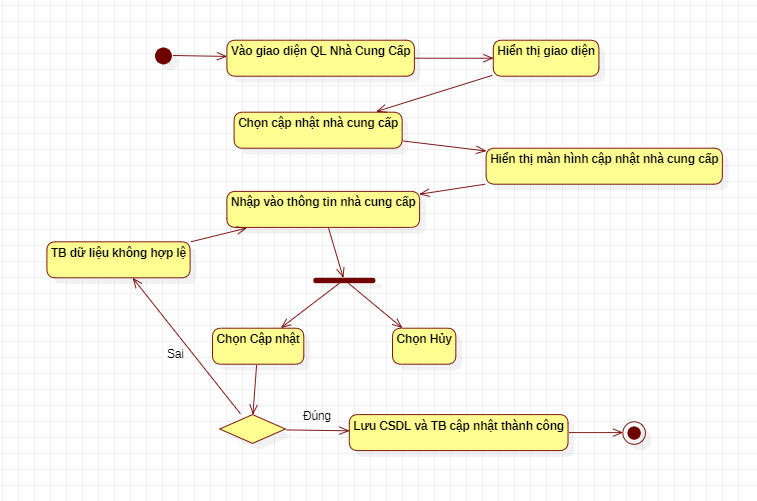 Vào giao diện QL Nhà Cung Cấp
Hiển thị giao diện
Chọn cập nhật nhà cung cấp
Hiển thị màn hình cập nhật nhà cung cấp
Nhập vào thông tin nhà cung cấp
TB dữ liệu không hợp lệ
Chọn Cập nhật
Chọn Hủy
Sai
Đúng
Lưu CSDL và TB cập nhật thành công